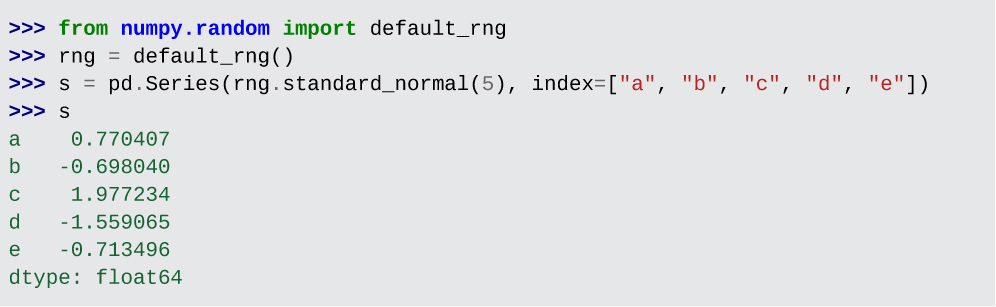 >>> from numpy.random import default_rng
>>> rng = default_rng()
>>> s = pd.Series(rng.standard_normal(5), index=["a", "b", "c", "d", "e"])
>>> s
a    0.770407
b   -0.698040
c    1.977234
d   -1.559065
e   -0.713496
dtype: float64